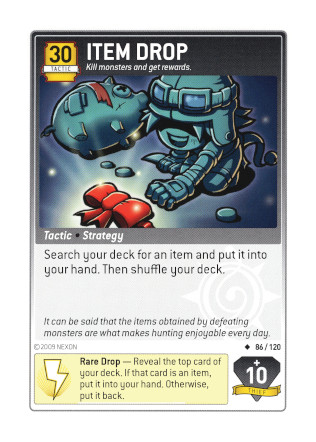 30
TACTIC
ITEM DROP
Kill monsters and get rewards.
Tactic • Strategy
Search your deck for an item and put it into
your hand. Then shuffle your deck.
It can be said that the items obtained by defeating
monsters are what makes hunting enjoyable every day.
©2009 NEXON ◆ 86 / 120
Rare Drop — Reveal the top card of
your deck. If that card is an item,
put it into your hand. Otherwise,
put it back.
+
10
THIEF